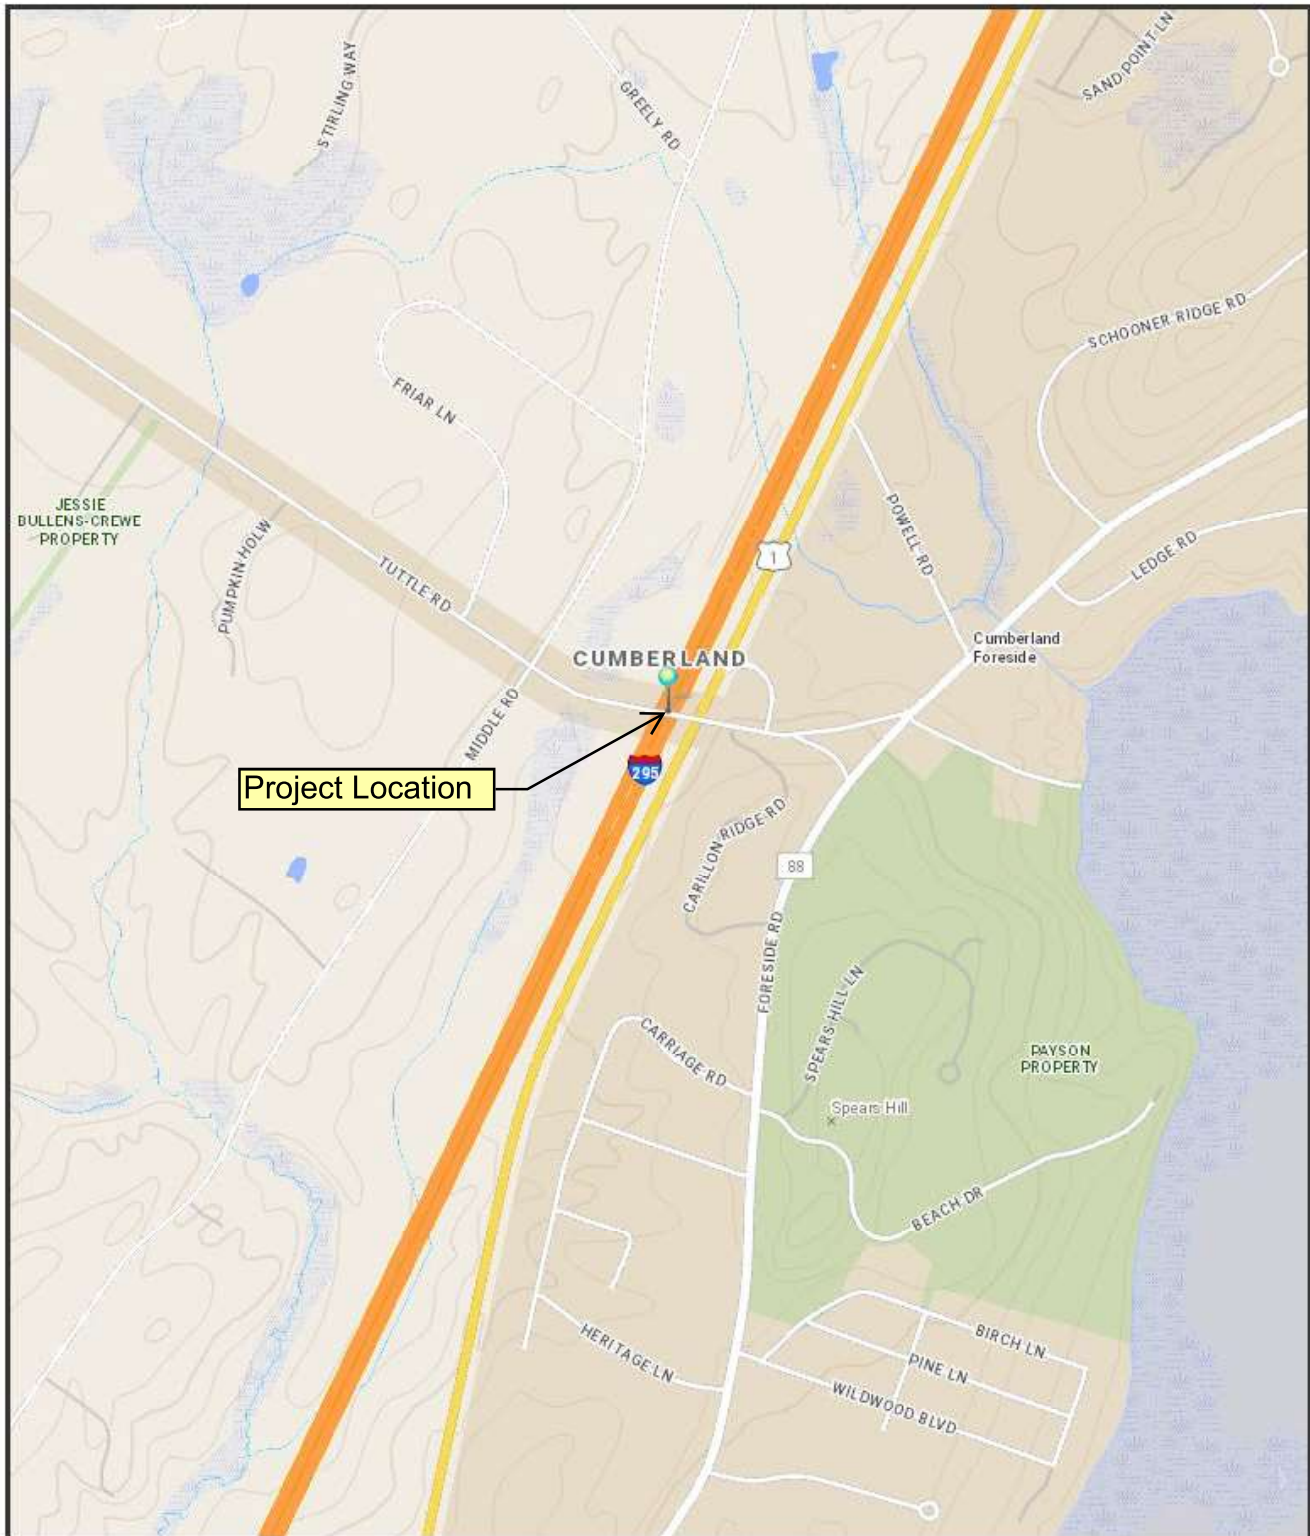 STIRLING WAY
GREELY RD
SAND POINT LN
SCHOONER RIDGE RD
FRIAR LN
JESSIE
BULLENS-CREWE
PROPERTY
PUMPKIN HOLW
TUTTLE RD
POWELL RD
LEDGE RD
1
Cumberland
Foreside
CUMBERLAND
MIDDLE RD
295
Project Location
CARILLON RIDGE RD
88
FORESIDE RD
SPEARS HILL LN
CARRIAGE RD
PAYSON
PROPERTY
Spears Hill
BEACH DR
HERITAGE LN
BIRCH LN
PINE LN
WILDWOOD BLVD